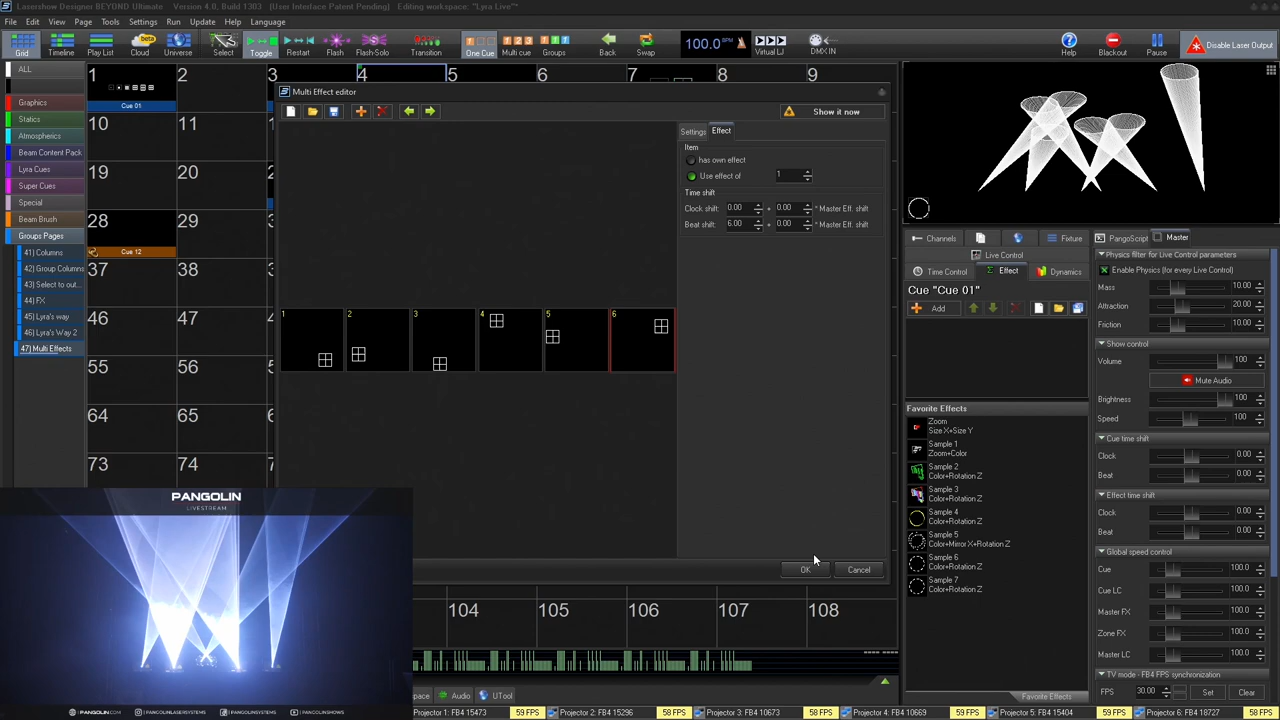 Lasershow Designer BEYOND Ultimate Version 4.0, Build 1303 [User Interface Patent Pending] Editing workspace: "Lyra Live"*
File Edit View Page Tools Settings Run Update Help Language
Grid Timeline Play List Cloud beta Universe Select Toggle Restart Flash Flash-Solo Transition One Cue Multi cue Groups Back Swap 100.0 BPM Virtual LJ DMX IN Help Blackout Pause Disable Laser Output
ALL
Graphics
Statics
Atmospherics
Beam Content Pack
Lyra Cues
Super Cues
Special
Beam Brush
Groups Pages
41) Columns
42) Group Columns
43) Select to out...
44) FX
45) Lyra's way
46) Lyra's Way 2
47) Multi Effects
1 2 3 4 5 6 7 8 9
Cue 01
10 11
19 20
28 29
Cue 12
37 38
46 47
55 56
64 65
73 74
104 105 106 107 108
Multi Effect editor
Show it now
Settings Effect
Item
has own effect
Use effect of 1
Time shift
Clock shift: 0.00 + 0.00 * Master Eff. shift
Beat shift: 6.00 + 0.00 * Master Eff. shift
1 2 3 4 5 6
OK Cancel
Channels Fixture
Live Control
Time Control Effect Dynamics
Cue "Cue 01"
Add
Favorite Effects
Zoom
Size X+Size Y
Sample 1
Zoom+Color
Sample 2
Color+Rotation Z
Sample 3
Color+Rotation Z
Sample 4
Color+Rotation Z
Sample 5
Color+Mirror X+Rotation Z
Sample 6
Color+Rotation Z
Sample 7
Color+Rotation Z
Favorite Effects
PangoScript Master
Physics filter for Live Control parameters
Enable Physics (for every Live Control)
Mass 10.00
Attraction 20.00
Friction 10.00
Show control
Volume 100
Mute Audio
Brightness 100
Speed 100
Cue time shift
Clock 0.00
Beat 0.00
Effect time shift
Clock 0.00
Beat 0.00
Global speed control
Cue 100.0
Cue LC 100.0
Master FX 100.0
Zone FX 100.0
Master LC 100.0
TV mode - FB4 FPS synchronization
FPS 30.00 Set Clear
PANGOLIN
LIVESTREAM
PANGOLIN.COM PANGOLINLASERSYSTEMS PANGOLINSYSTEMS PANGOLINSHOWS
space Audio UTool
Projector 1: FB4 15473 59 FPS Projector 2: FB4 15296 58 FPS Projector 3: FB4 10673 58 FPS Projector 4: FB4 10669 59 FPS Projector 5: FB4 15404 59 FPS Projector 6: FB4 18727 58 FPS